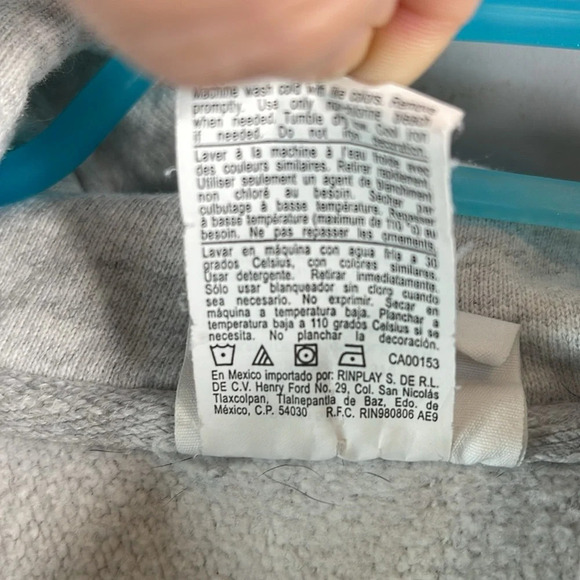 Machine wash cold with like colors. Remove
promptly. Use only non-chlorine bleach
when needed. Tumble dry Cool iron
if needed. Do not decoration.
Laver à la machine à l'eau froide avec
des couleurs similaires. Retirer rapidement.
Utiliser seulement un agent de blanchiment
non chloré au besoin. Sécher par
culbutage à basse température. Repasser
à basse température (maximum de 110 °c) au
besoin. Ne pas repasser les ornements.
Lavar en máquina con agua fria a 30
grados Celsius, con colores similares.
Usar detergente. Retirar inmediatamente.
Sólo usar blanqueador sin cloro cuando
sea necesario. No exprimir. Secar en
máquina a temperatura baja. Planchar a
temperatura baja a 110 grados Celsius si se
necesita. No planchar la decoración.
CA00153
En Mexico importado por: RINPLAY S. DE R.L.
DE C.V. Henry Ford No. 29, Col. San Nicolás
Tlaxcolpan, Tlalnepantla de Baz, Edo. de
México, C.P. 54030 R.F.C. RIN980806 AE9